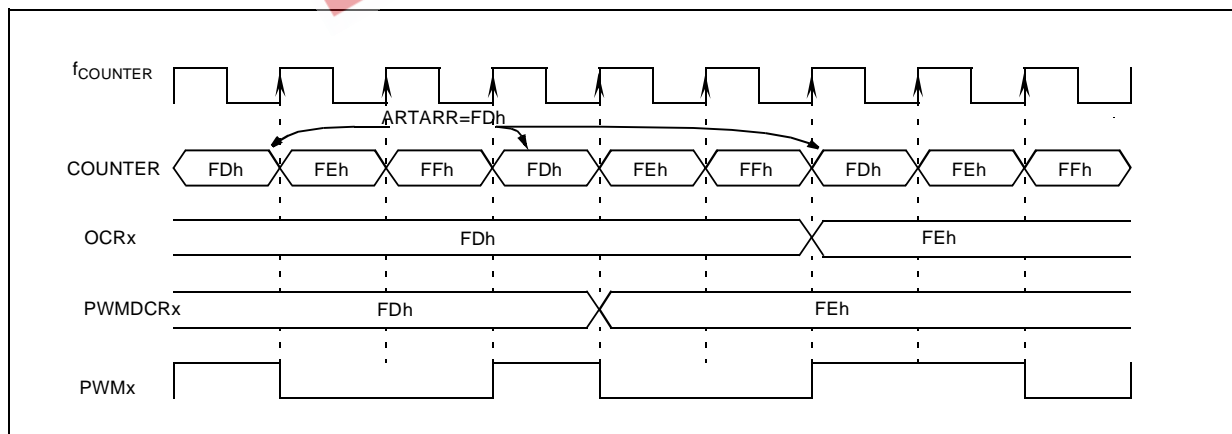 fCOUNTER
ARTARR=FDh
COUNTER FDh FEh FFh FDh FEh FFh FDh FEh FFh
OCRx FDh FEh
PWMDCRx FDh FEh
PWMx